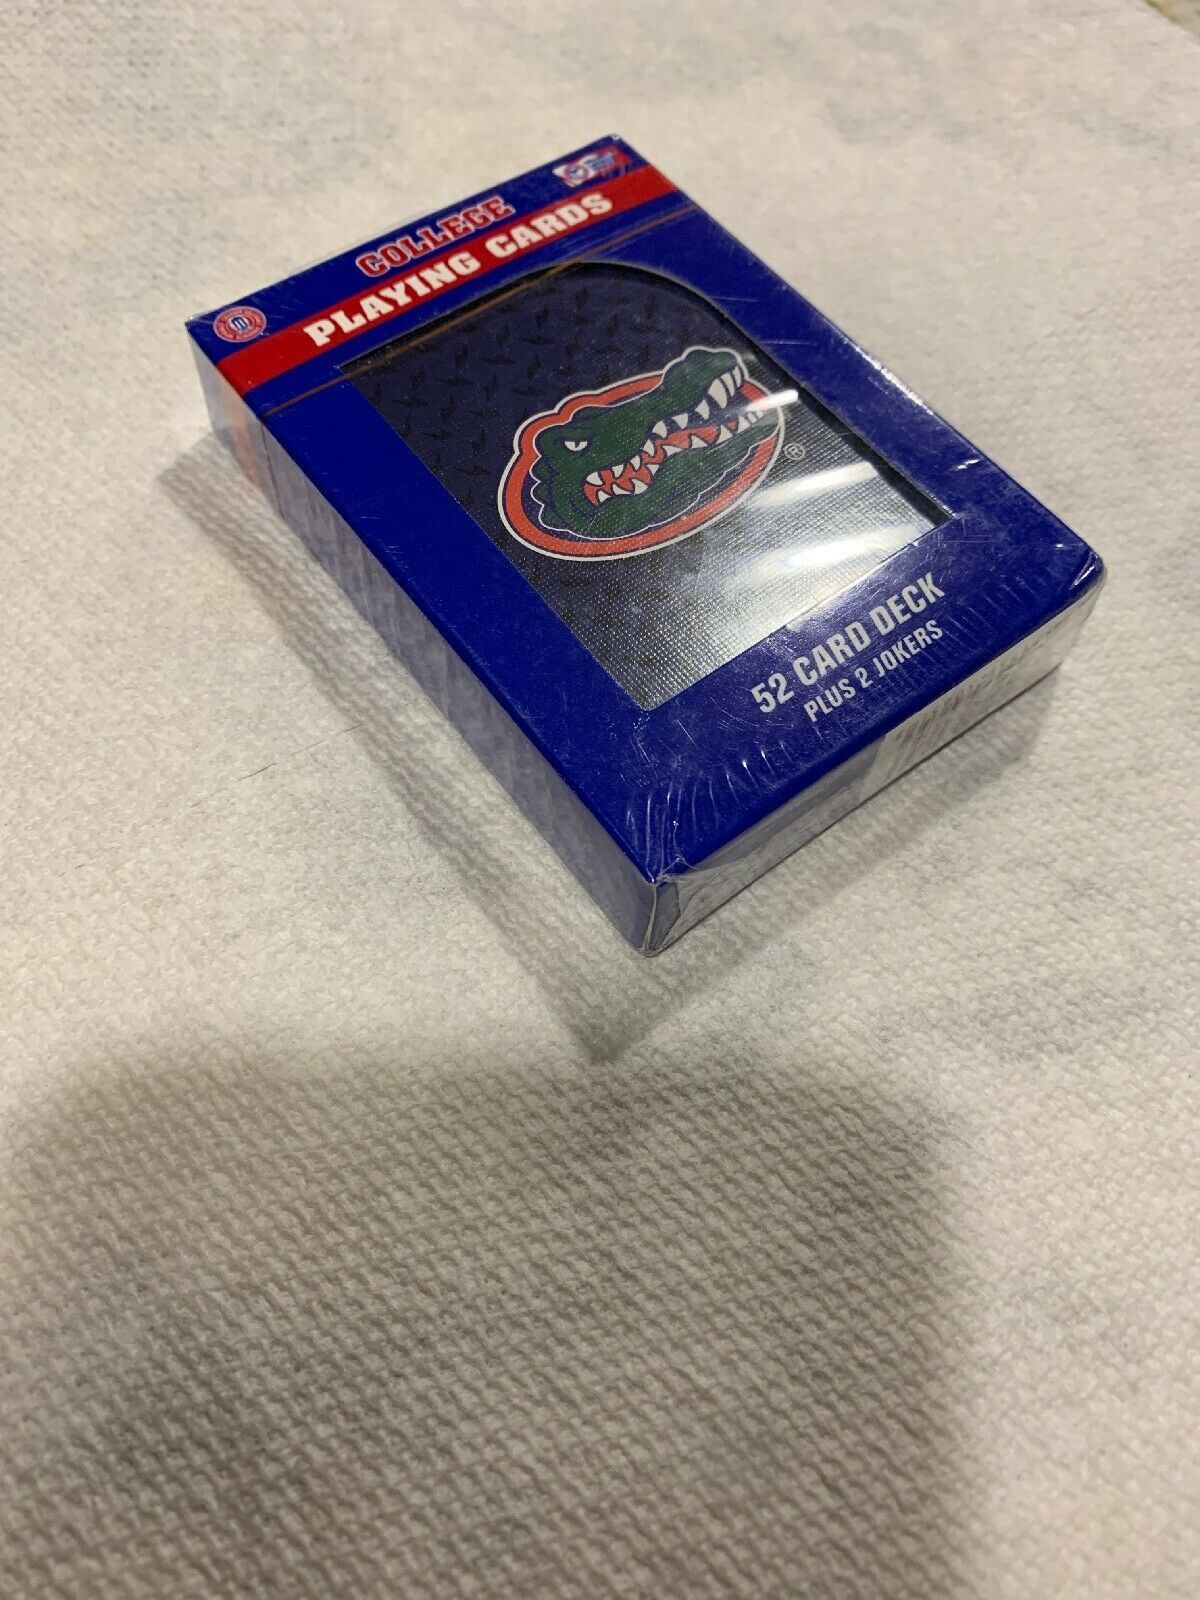 COLLEGE
PLAYING CARDS
®
52 CARD DECK
PLUS 2 JOKERS